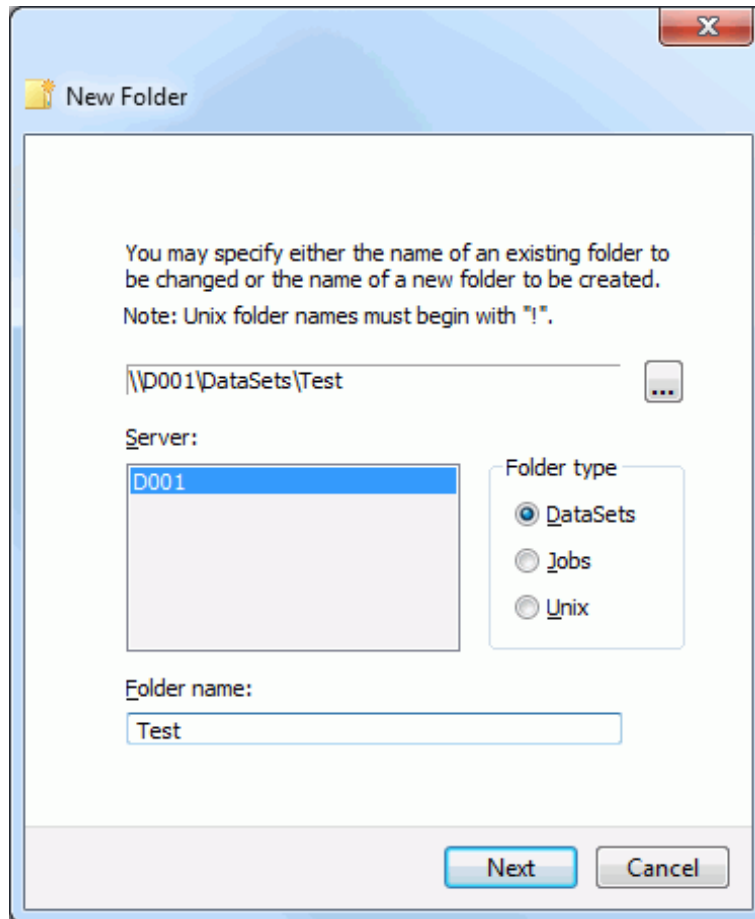 New Folder
You may specify either the name of an existing folder to
be changed or the name of a new folder to be created.
Note: Unix folder names must begin with "!".
\\D001\DataSets\Test
...
Server:
D001
Folder type
DataSets
Jobs
Unix
Folder name:
Test
Next
Cancel